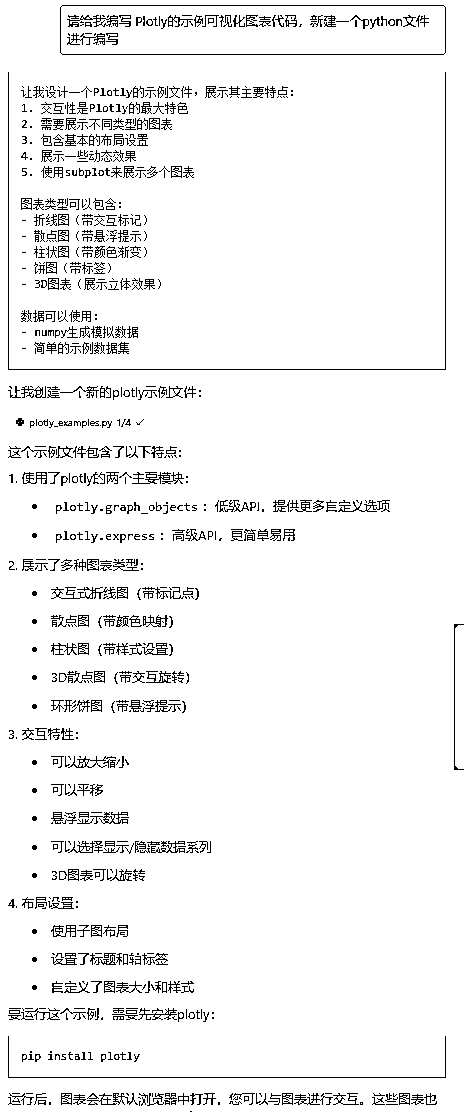 请给我编写 Plotly的示例可视化图表代码，新建一个python文件
进行编写
让我设计一个Plotly的示例文件，展示其主要特点：
1. 交互性是Plotly的最大特色
2. 需要展示不同类型的图表
3. 包含基本的布局设置
4. 展示一些动态效果
5. 使用subplot来展示多个图表
图表类型可以包含：
- 折线图（带交互标记）
- 散点图（带悬浮提示）
- 柱状图（带颜色渐变）
- 饼图（带标签）
- 3D图表（展示立体效果）
数据可以使用：
- numpy生成模拟数据
- 简单的示例数据集
让我创建一个新的plotly示例文件：
plotly_examples.py 1/4 ✓
这个示例文件包含了以下特点：
1. 使用了plotly的两个主要模块：
• plotly.graph_objects： 低级API，提供更多自定义选项
• plotly.express： 高级API，更简单易用
2. 展示了多种图表类型：
• 交互式折线图（带标记点）
• 散点图（带颜色映射）
• 柱状图（带样式设置）
• 3D散点图（带交互旋转）
• 环形饼图（带悬浮提示）
3. 交互特性：
• 可以放大缩小
• 可以平移
• 悬浮显示数据
• 可以选择显示/隐藏数据系列
• 3D图表可以旋转
4. 布局设置：
• 使用子图布局
• 设置了标题和轴标签
• 自定义了图表大小和样式
要运行这个示例，需要先安装plotly：
pip install plotly
运行后，图表会在默认浏览器中打开，您可以与图表进行交互。这些图表也